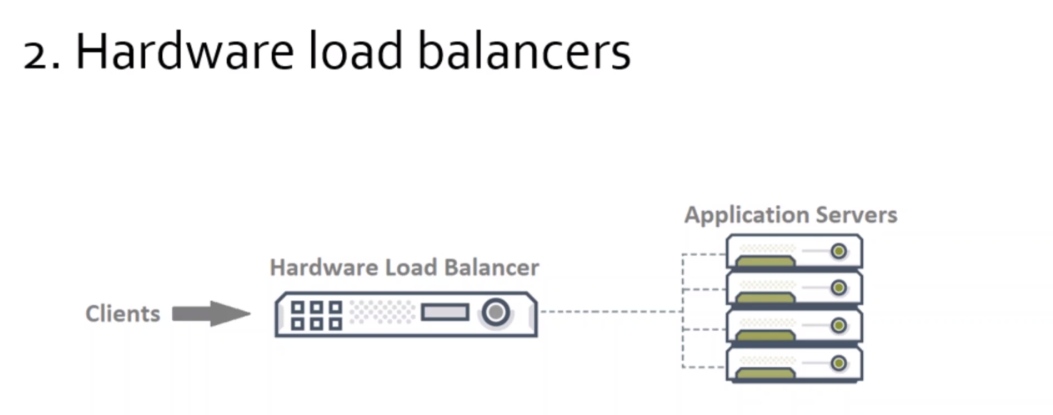 2. Hardware load balancers
Application Servers
Hardware Load Balancer
Clients